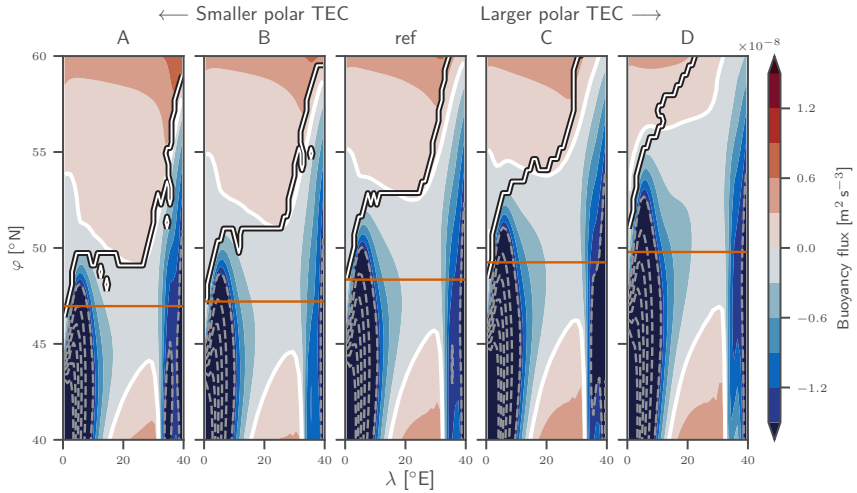 ⟵ Smaller polar TEC
Larger polar TEC ⟶
A
B
ref
C
D
×10⁻⁸
60
55
50
45
40
φ [°N]
0
20
40
0
20
40
0
20
40
0
20
40
0
20
40
λ [°E]
1.2
0.6
0.0
−0.6
−1.2
Buoyancy flux [m² s⁻³]